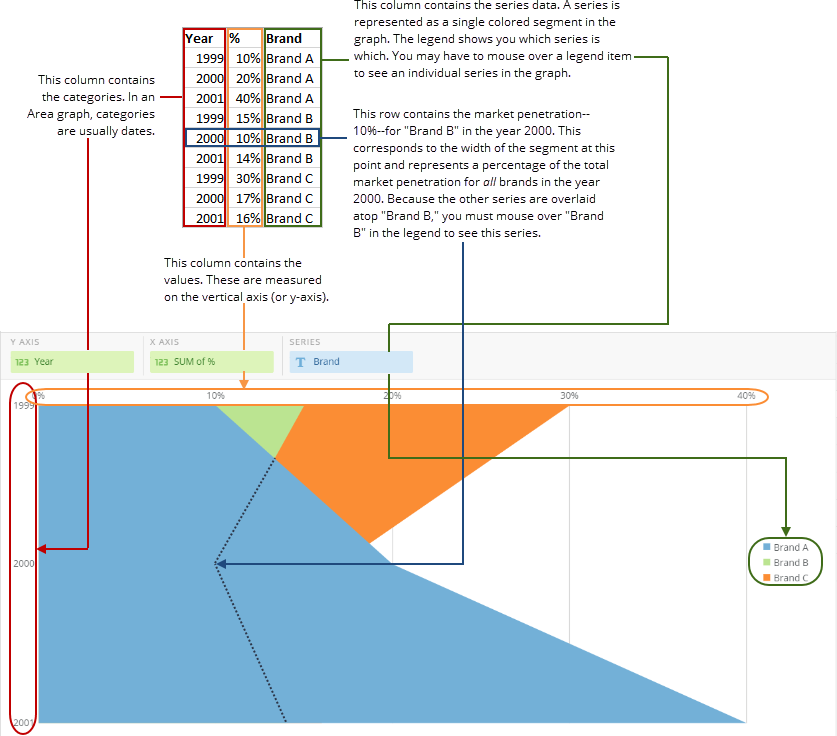 This column contains the series data. A series is
represented as a single colored segment in the
graph. The legend shows you which series is
which. You may have to mouse over a legend item
to see an individual series in the graph.
Year % Brand
1999 10% Brand A
2000 20% Brand A
2001 40% Brand A
1999 15% Brand B
2000 10% Brand B
2001 14% Brand B
1999 30% Brand C
2000 17% Brand C
2001 16% Brand C
This column contains
the categories. In an
Area graph, categories
are usually dates.
This row contains the market penetration--
10%--for "Brand B" in the year 2000. This
corresponds to the width of the segment at this
point and represents a percentage of the total
market penetration for all brands in the year
2000. Because the other series are overlaid
atop "Brand B," you must mouse over "Brand
B" in the legend to see this series.
This column contains the
values. These are measured
on the vertical axis (or y-axis).
Y AXIS X AXIS SERIES
123 Year 123 SUM of % T Brand
0% 10% 20% 30% 40%
1999
2000
2001
Brand A
Brand B
Brand C